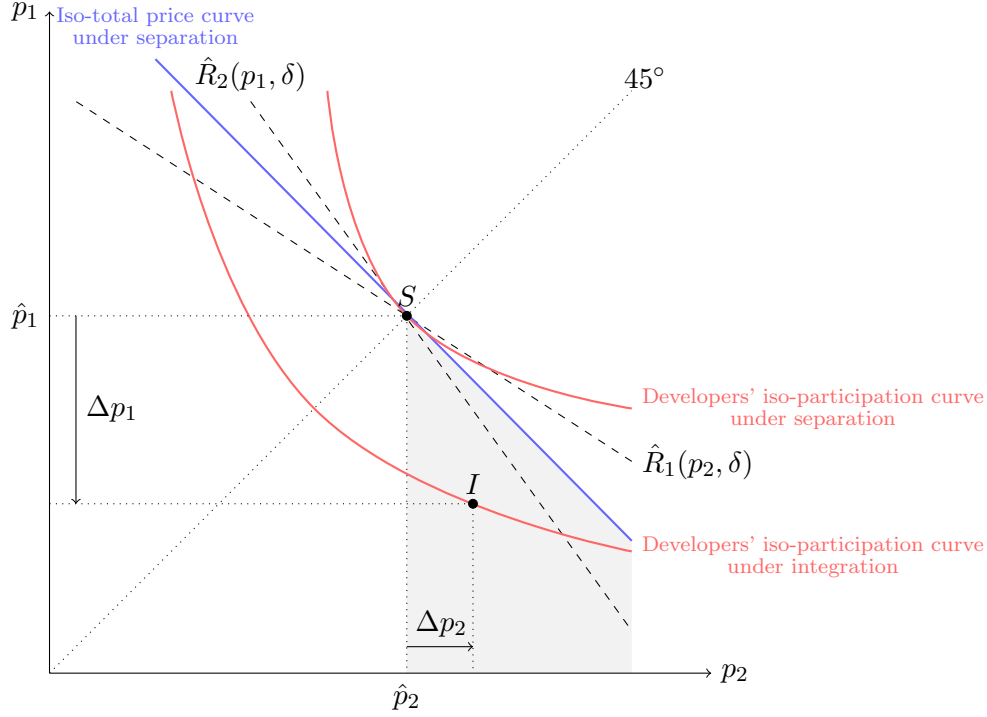 p₁
Iso-total price curve
under separation
R̂₂(p₁, δ)
45°
S
p̂₁
Δp₁
Developers' iso-participation curve
under separation
R̂₁(p₂, δ)
I
Developers' iso-participation curve
under integration
Δp₂
p₂
p̂₂